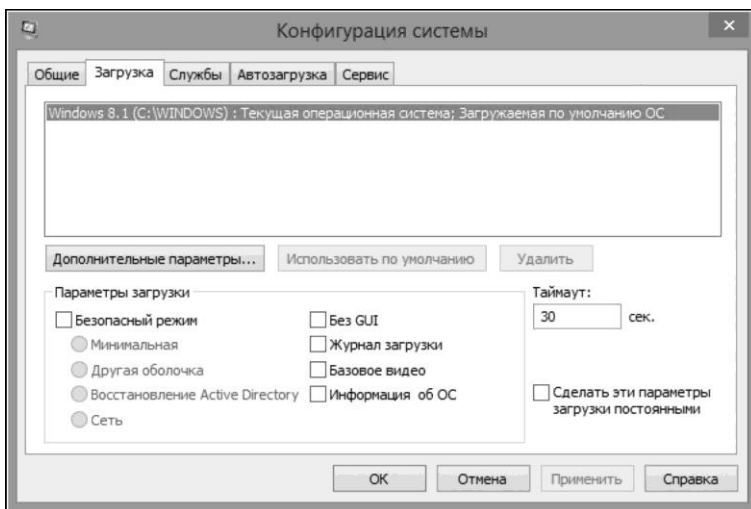 Конфигурация системы
Общие Загрузка Службы Автозагрузка Сервис
Windows 8.1 (C:\WINDOWS) : Текущая операционная система; Загружаемая по умолчанию ОС
Дополнительные параметры... Использовать по умолчанию Удалить
Параметры загрузки
Безопасный режим
Минимальная
Другая оболочка
Восстановление Active Directory
Сеть
Без GUI
Журнал загрузки
Базовое видео
Информация об ОС
Таймаут:
30 сек.
Сделать эти параметры
загрузки постоянными
ОК Отмена Применить Справка